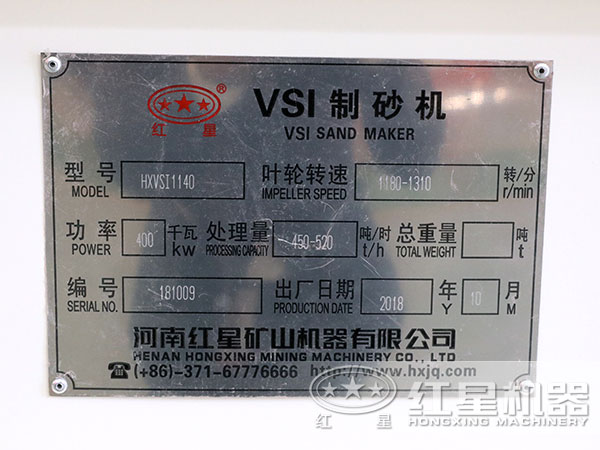 ®
红 星
VSI 制砂机
VSI SAND MAKER
型号 HXVSI1140 叶轮转速 1180-1310 转/分
MODEL IMPELLER SPEED r/min
功率 400 千瓦 处理量 450-520 吨/时 总重量 吨
POWER kw PROCESSING CAPACITY t/h TOTAL WEIGHT t
编号 181009 出厂日期 2018 年 10 月
SERIAL NO. PRODUCTION DATE Y M
河南红星矿山机器有限公司
HENAN HONGXING MINING MACHINERY CO., LTD
☎(+86)-371-67776666 http://www.hxjq.com
红星机器
红 星 HONGXING MACHINERY